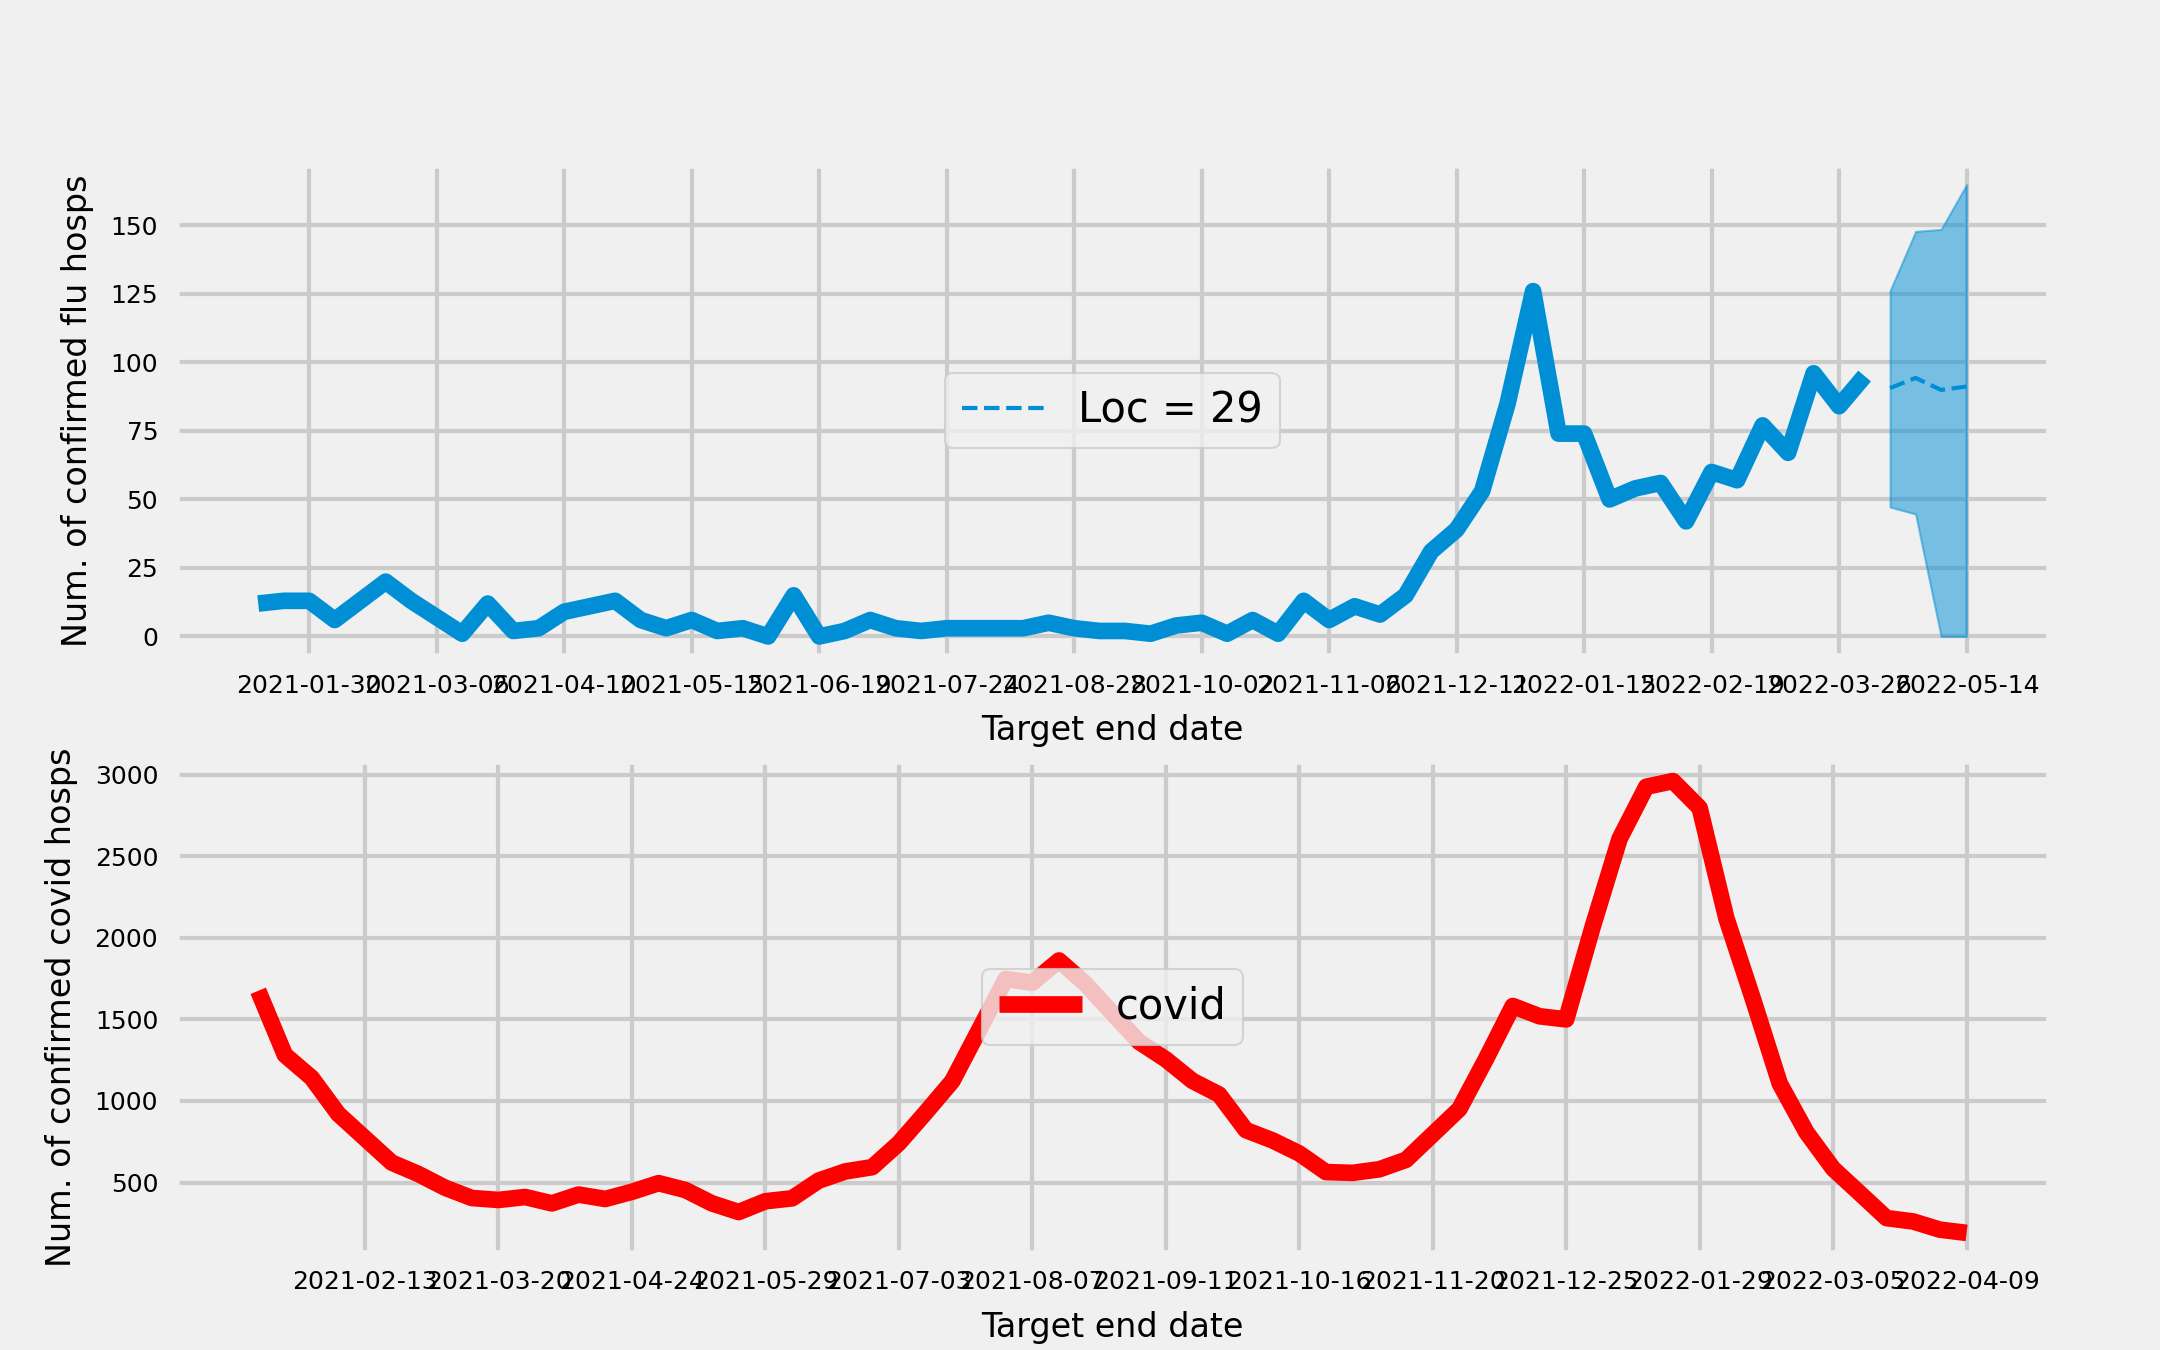 Num. of confirmed flu hosps
150
125
100
75
50
25
0
Loc = 29
2021-01-30 2021-03-06 2021-04-10 2021-05-15 2021-06-19 2021-07-24 2021-08-28 2021-10-02 2021-11-06 2021-12-11 2022-01-15 2022-02-19 2022-03-26 2022-05-14
Target end date
Num. of confirmed covid hosps
3000
2500
2000
1500
1000
500
covid
2021-02-13 2021-03-20 2021-04-24 2021-05-29 2021-07-03 2021-08-07 2021-09-11 2021-10-16 2021-11-20 2021-12-25 2022-01-29 2022-03-05 2022-04-09
Target end date